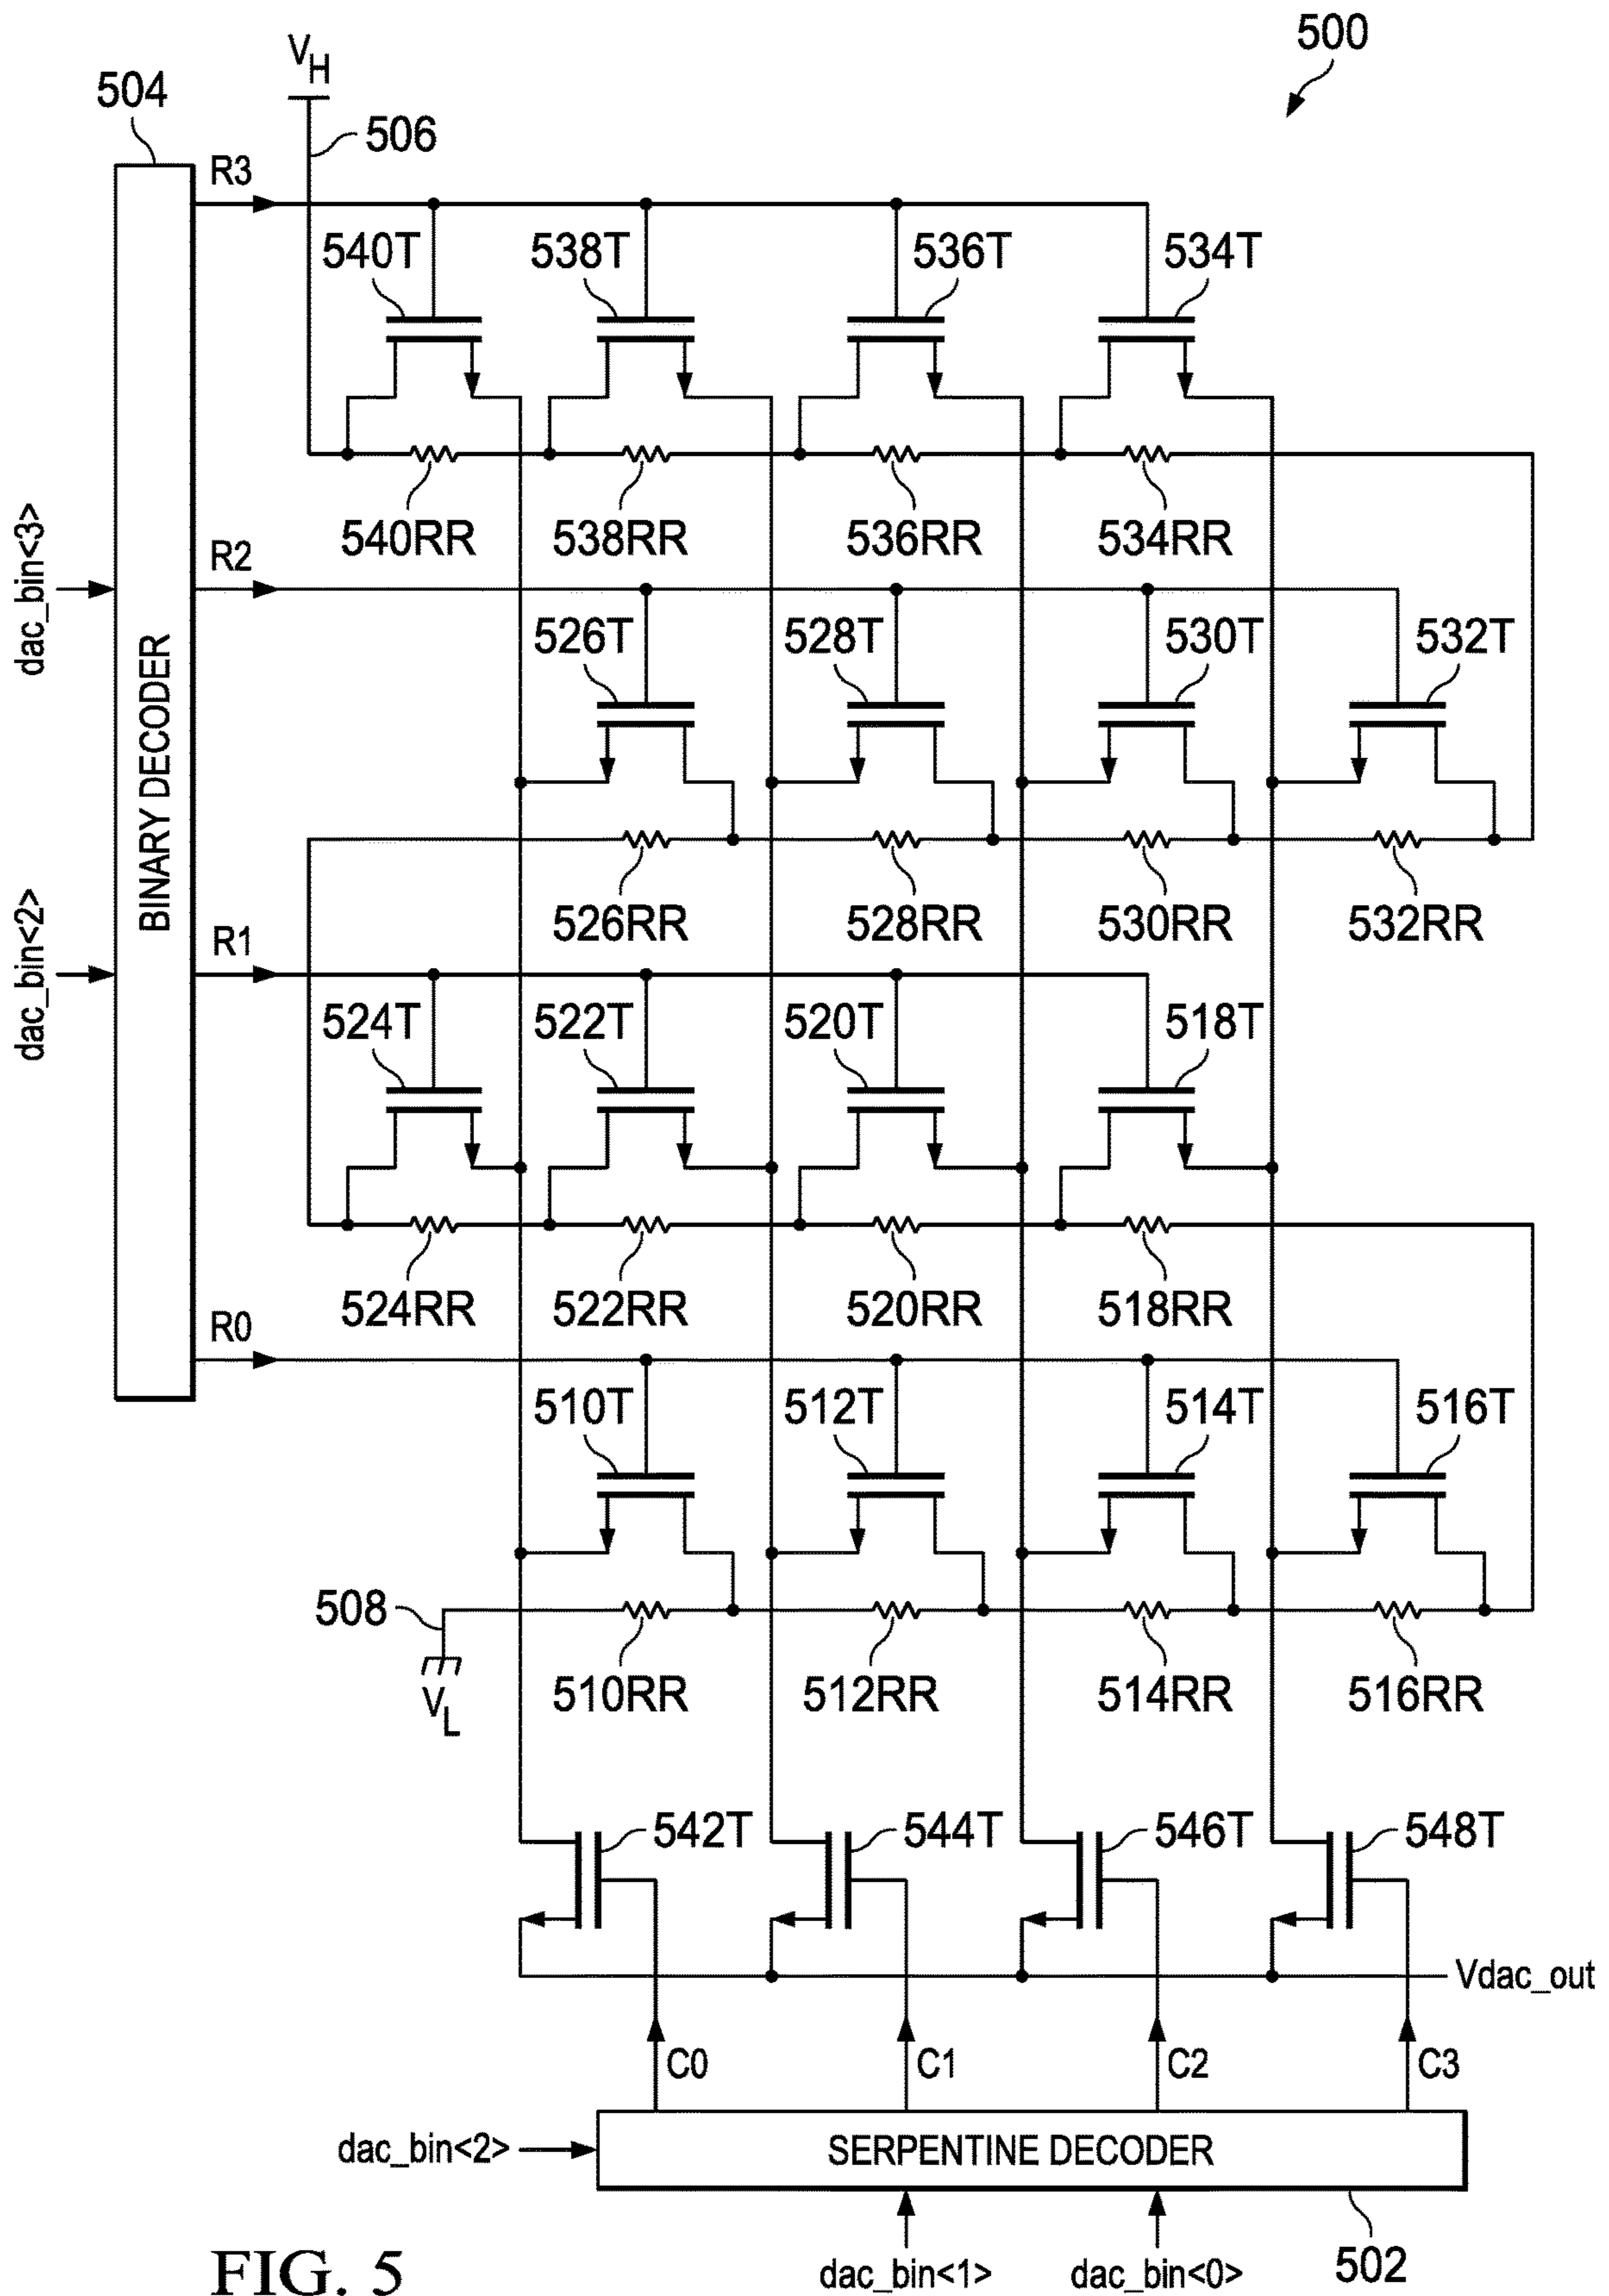 500
V_H
504
506
R3
540T
538T
536T
534T
540RR
538RR
536RR
534RR
dac_bin<3>
R2
526T
528T
530T
532T
BINARY DECODER
526RR
528RR
530RR
532RR
dac_bin<2>
R1
524T
522T
520T
518T
524RR
522RR
520RR
518RR
R0
510T
512T
514T
516T
508
V_L
510RR
512RR
514RR
516RR
542T
544T
546T
548T
Vdac_out
C0
C1
C2
C3
dac_bin<2>
SERPENTINE DECODER
502
dac_bin<1>
dac_bin<0>
FIG. 5